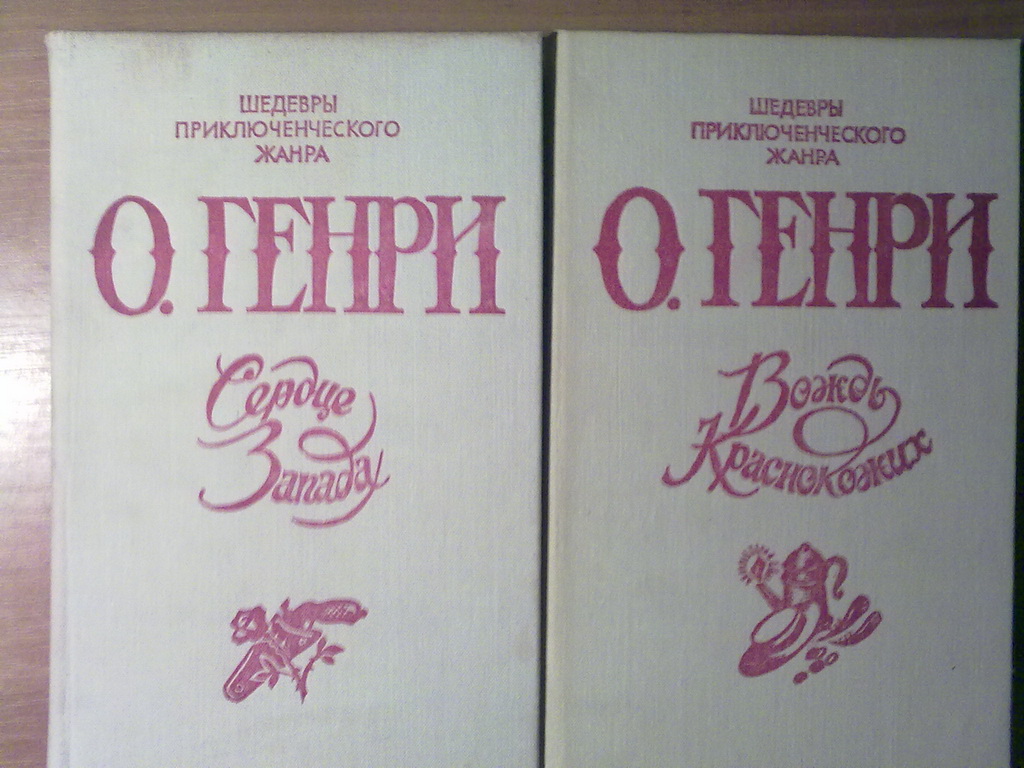 ШЕДЕВРЫ
ПРИКЛЮЧЕНЧЕСКОГО
ЖАНРА
О. ГЕНРИ
Сердце
Запада
ШЕДЕВРЫ
ПРИКЛЮЧЕНЧЕСКОГО
ЖАНРА
О. ГЕНРИ
Вождь
Краснокожих